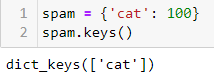 1 spam = {'cat': 100}
2 spam.keys()
dict_keys(['cat'])